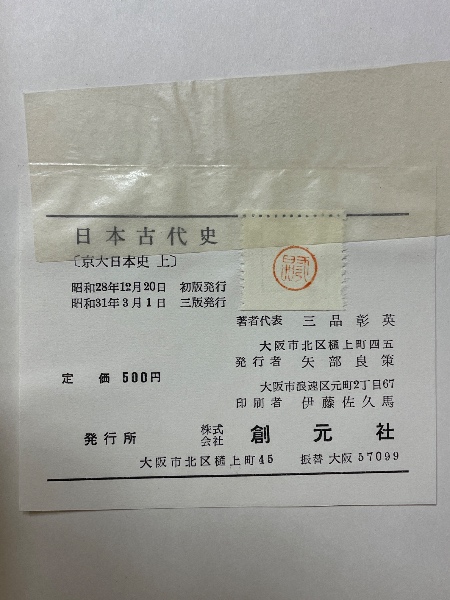 日本古代史
〔京大日本史 上〕
昭和28年12月20日 初版発行
昭和31年3月1日 三版発行
著者代表 三品彰英
大阪市北区樋上町四五
発行者 矢部良策
定価 500円
大阪市浪速区元町2丁目67
印刷者 伊藤佐久馬
発行所 株式会社 創元社
大阪市北区樋上町45 振替 大阪 57099